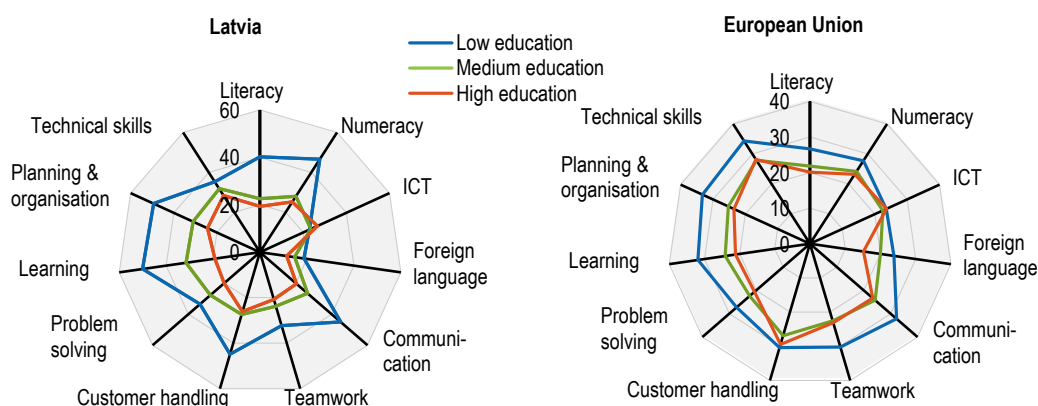 Latvia
European Union
Low education
Medium education
High education
Literacy
60
Numeracy
Technical skills
40
Planning &
organisation
ICT
20
0
Learning
Foreign
language
Problem
solving
Communi-
cation
Customer handling
Teamwork
Literacy
40
Numeracy
Technical skills
30
Planning &
organisation
ICT
20
10
0
Learning
Foreign
language
Problem
solving
Communi-
cation
Customer handling
Teamwork